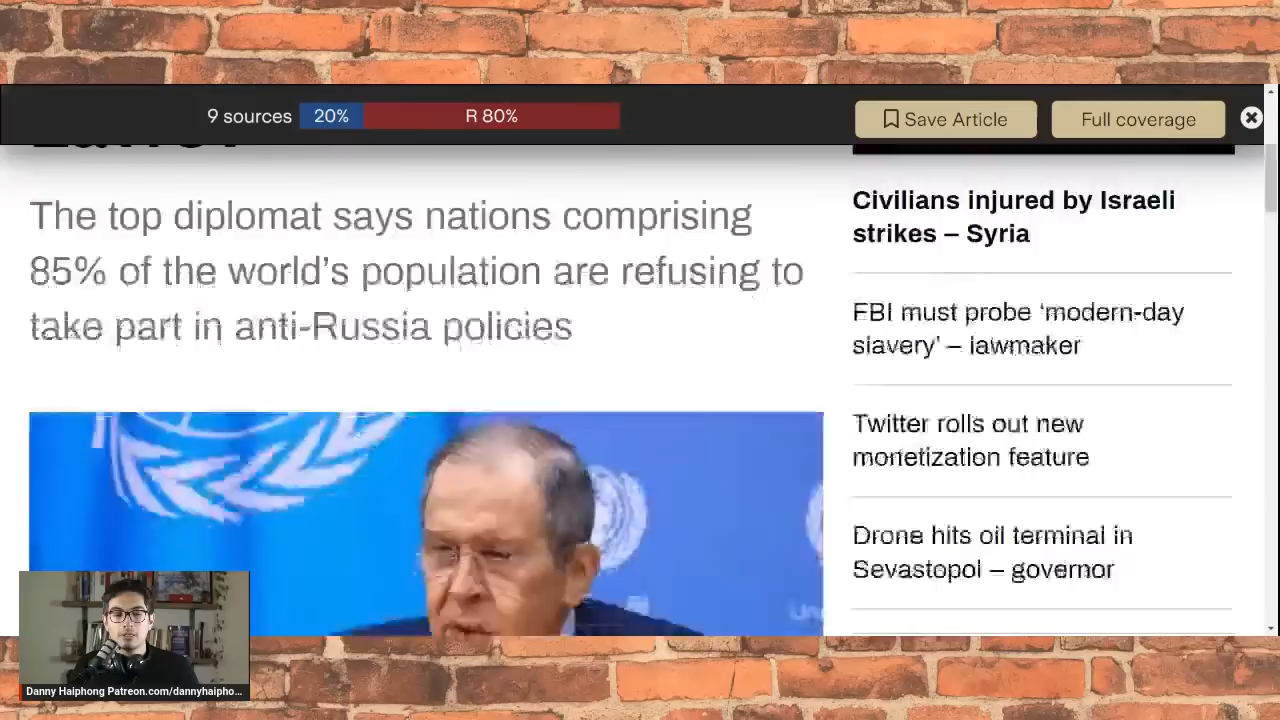 9 sources 20% R 80% Save Article Full coverage
The top diplomat says nations comprising
85% of the world's population are refusing to
take part in anti-Russia policies
Civilians injured by Israeli
strikes – Syria
FBI must probe ‘modern-day
slavery’ – lawmaker
Twitter rolls out new
monetization feature
Drone hits oil terminal in
Sevastopol – governor
Danny Haiphong Patreon.com/dannyhaipho...